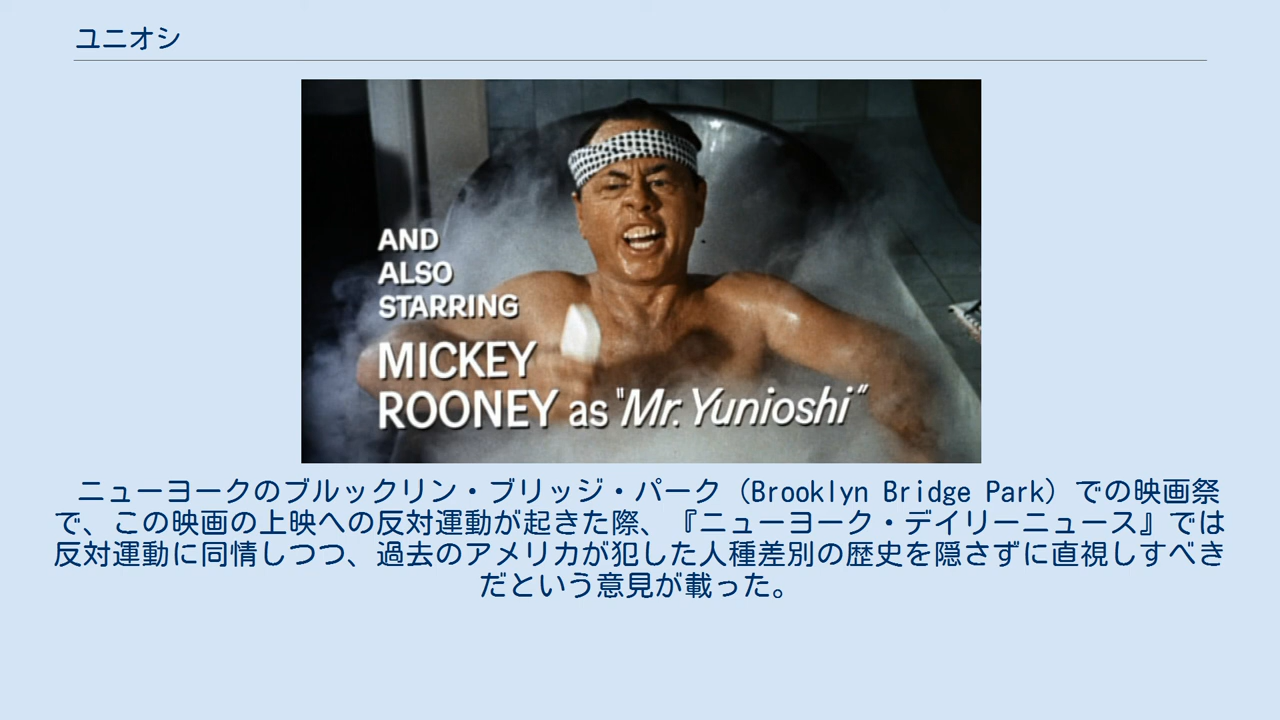 ユニオシ
AND
ALSO
STARRING
MICKEY
ROONEY as "Mr. Yunioshi"
ニューヨークのブルックリン・ブリッジ・パーク（Brooklyn Bridge Park）での映画祭
で、この映画の上映への反対運動が起きた際、『ニューヨーク・デイリーニュース』では
反対運動に同情しつつ、過去のアメリカが犯した人種差別の歴史を隠さずに直視しすべき
だという意見が載った。